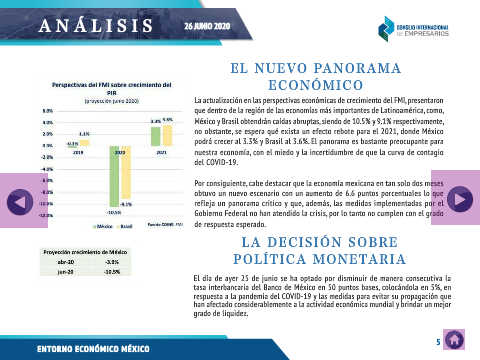 ANÁLISIS
26 JUNIO 2020
CONSEJO INTERNACIONAL
DE EMPRESARIOS
Perspectivas del FMI sobre crecimiento del
PIB
(proyección junio 2020)
6.0%
4.0%
2.0%
0.0%
-2.0%
-4.0%
-6.0%
-8.0%
-10.0%
-12.0%
-0.3%
1.1%
3.3%
3.6%
2019
2020
2021
-9.1%
-10.5%
México
Brasil
Fuente: COINE, FMI
Proyección crecimiento de México
abr-20 -3.9%
jun-20 -10.5%
EL NUEVO PANORAMA
ECONÓMICO
La actualización en las perspectivas económicas de crecimiento del FMI, presentaron
que dentro de la región de las economías más importantes de Latinoamérica, como,
México y Brasil obtendrán caídas abruptas, siendo de 10.5% y 9.1% respectivamente,
no obstante, se espera qué exista un efecto rebote para el 2021, donde México
podrá crecer al 3.3% y Brasil al 3.6%. El panorama es bastante preocupante para
nuestra economía, con el miedo y la incertidumbre de que la curva de contagio
del COVID-19.
Por consiguiente, cabe destacar que la economía mexicana en tan solo dos meses
obtuvo un nuevo escenario con un aumento de 6.6 puntos porcentuales lo que
refleja un panorama crítico y que, además, las medidas implementadas por el
Gobierno Federal no han atendido la crisis, por lo tanto no cumplen con el grado
de respuesta esperado.
LA DECISIÓN SOBRE
POLÍTICA MONETARIA
El día de ayer 25 de junio se ha optado por disminuir de manera consecutiva la
tasa interbancaria del Banco de México en 50 puntos bases, colocándola en 5%, en
respuesta a la pandemia del COVID-19 y las medidas para evitar su propagación que
han afectado considerablemente a la actividad económica mundial y brindar un mejor
grado de liquidez.
ENTORNO ECONÓMICO MÉXICO
5